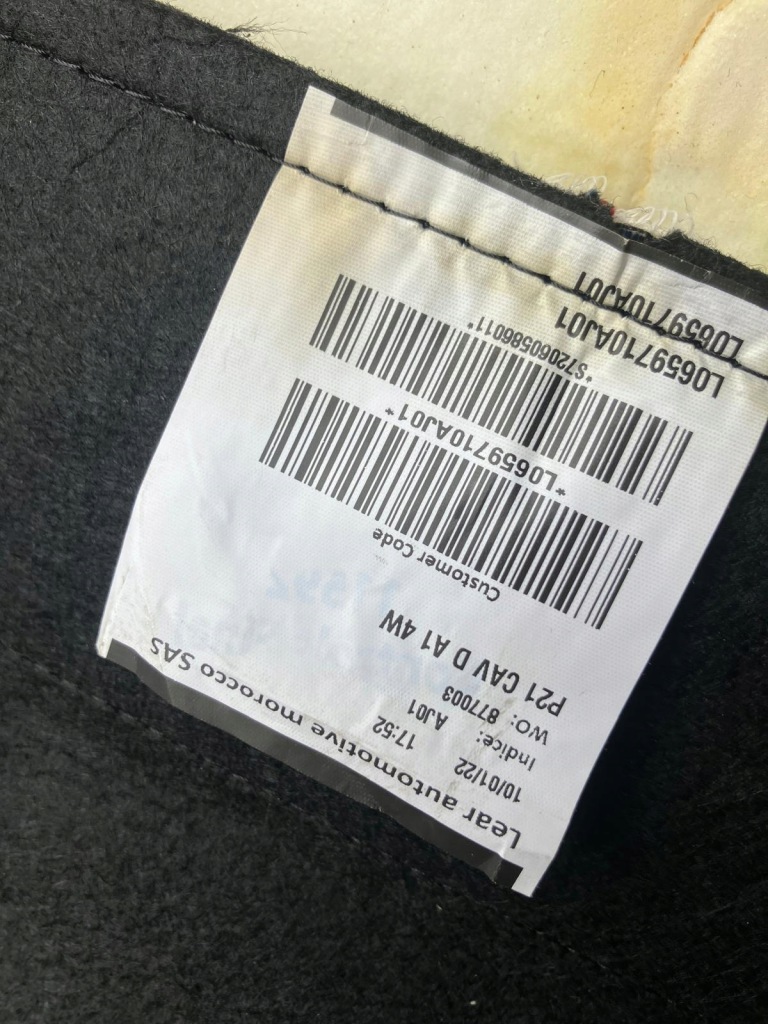 Lear automotive morocco SAS
10/01/22 17:52
Indice: AJ01
WO: 877003
P21 CAV D A1 4W
Customer Code
*L0659710AJ01*
*S72060586011*
L0659710AJ01
L0659710AJ01